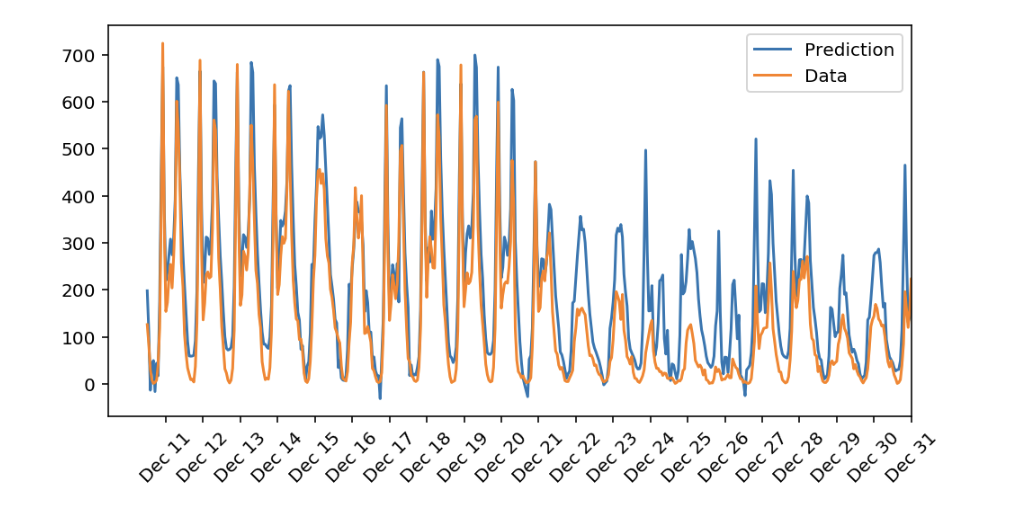 Prediction
Data
700
600
500
400
300
200
100
0
Dec 11
Dec 12
Dec 13
Dec 14
Dec 15
Dec 16
Dec 17
Dec 18
Dec 19
Dec 20
Dec 21
Dec 22
Dec 23
Dec 24
Dec 25
Dec 26
Dec 27
Dec 28
Dec 29
Dec 30
Dec 31